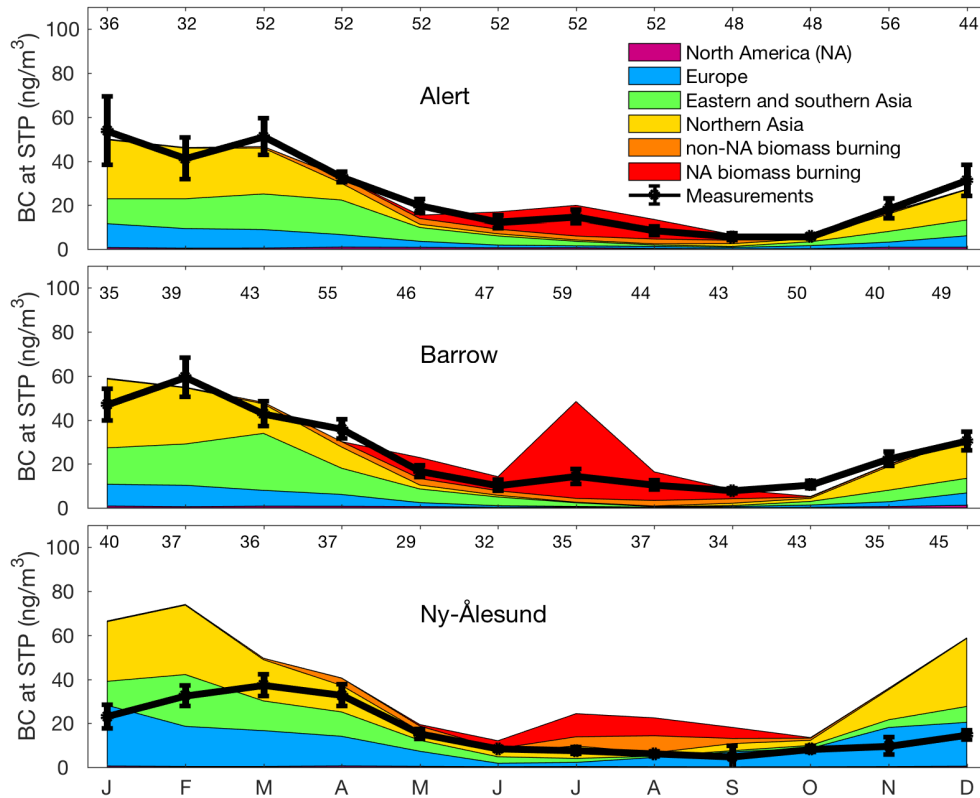 36 32 52 52 52 52 52 52 48 48 56 44
100
80
60
40
20
0
BC at STP (ng/m³)
Alert
North America (NA)
Europe
Eastern and southern Asia
Northern Asia
non-NA biomass burning
NA biomass burning
Measurements
35 39 43 55 46 47 59 44 43 50 40 49
100
80
60
40
20
0
BC at STP (ng/m³)
Barrow
40 37 36 37 29 32 35 37 34 43 35 45
100
80
60
40
20
0
BC at STP (ng/m³)
Ny-Ålesund
J F M A M J J A S O N D